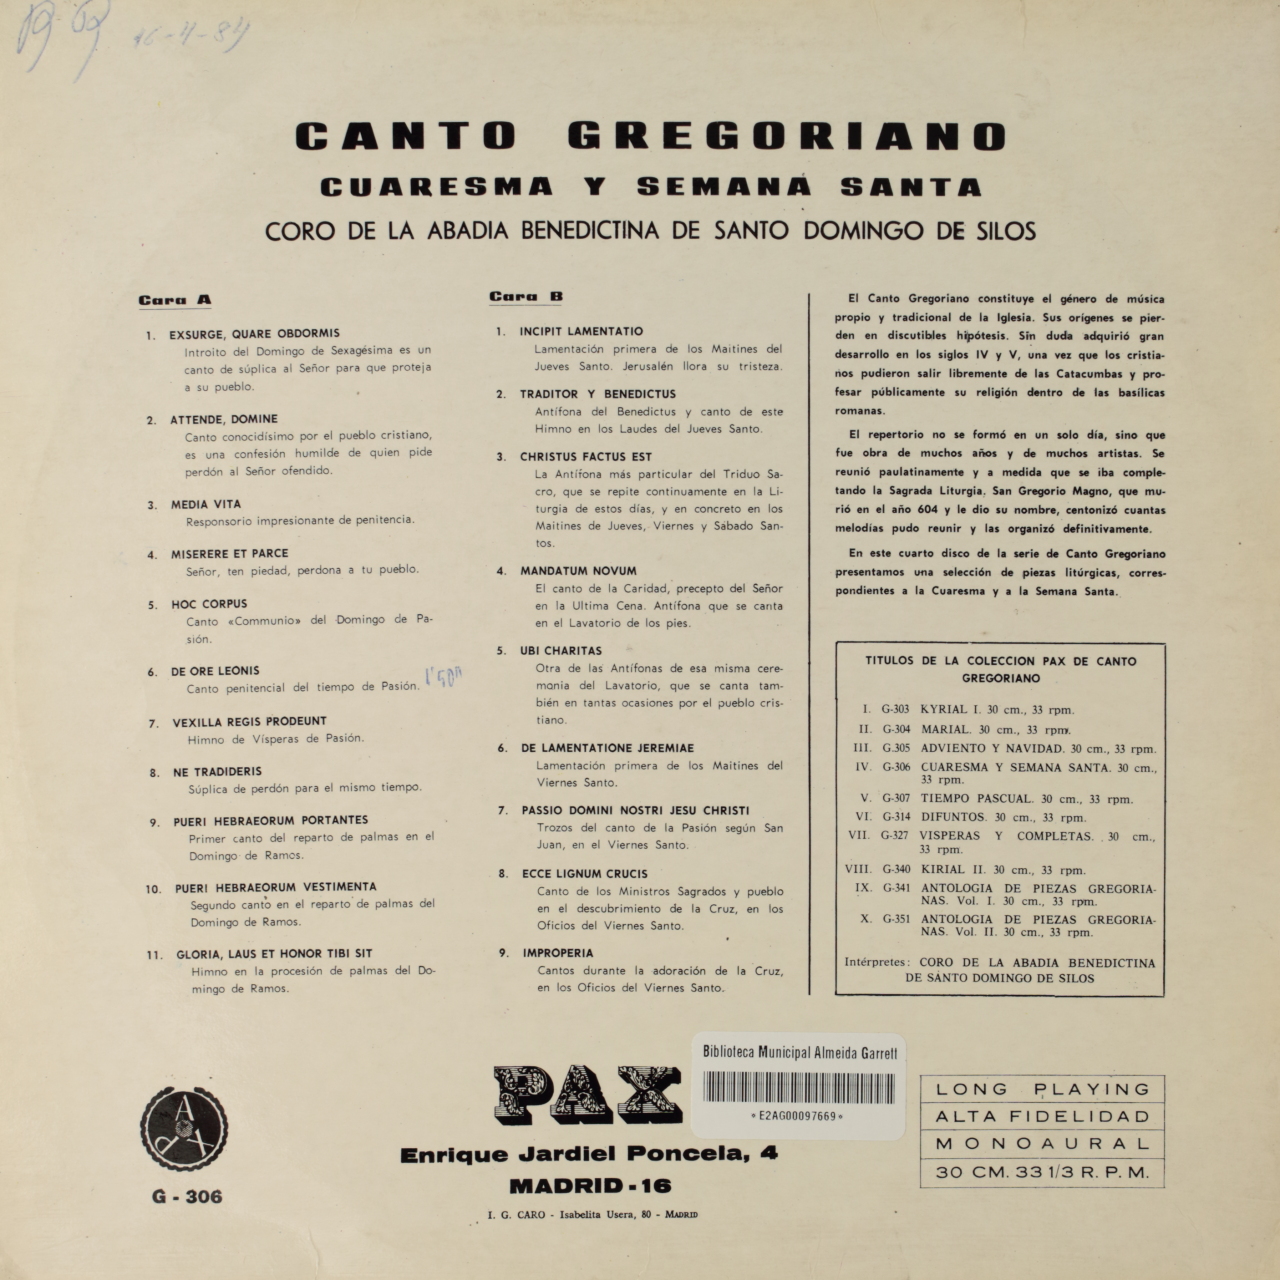 16-4-84
CANTO GREGORIANO
CUARESMA Y SEMANA SANTA
CORO DE LA ABADIA BENEDICTINA DE SANTO DOMINGO DE SILOS
Cara A
1. EXSURGE, QUARE OBDORMIS
Introito del Domingo de Sexagésima es un
canto de súplica al Señor para que proteja
a su pueblo.
2. ATTENDE, DOMINE
Canto conocidísimo por el pueblo cristiano,
es una confesión humilde de quien pide
perdón al Señor ofendido.
3. MEDIA VITA
Responsorio impresionante de penitencia.
4. MISERERE ET PARCE
Señor, ten piedad, perdona a tu pueblo.
5. HOC CORPUS
Canto «Communio» del Domingo de Pa-
sión.
6. DE ORE LEONIS
Canto penitencial del tiempo de Pasión.
7. VEXILLA REGIS PRODEUNT
Himno de Vísperas de Pasión.
8. NE TRADIDERIS
Súplica de perdón para el mismo tiempo.
9. PUERI HEBRAEORUM PORTANTES
Primer canto del reparto de palmas en el
Domingo de Ramos.
10. PUERI HEBRAEORUM VESTIMENTA
Segundo canto en el reparto de palmas del
Domingo de Ramos.
11. GLORIA, LAUS ET HONOR TIBI SIT
Himno en la procesión de palmas del Do-
mingo de Ramos.
Cara B
1. INCIPIT LAMENTATIO
Lamentación primera de los Maitines del
Jueves Santo. Jerusalén llora su tristeza.
2. TRADITOR Y BENEDICTUS
Antífona del Benedictus y canto de este
Himno en los Laudes del Jueves Santo.
3. CHRISTUS FACTUS EST
La Antífona más particular del Triduo Sa-
cro, que se repite continuamente en la Li-
turgia de estos días, y en concreto en los
Maitines de Jueves, Viernes y Sábado San-
tos.
4. MANDATUM NOVUM
El canto de la Caridad, precepto del Señor
en la Ultima Cena. Antífona que se canta
en el Lavatorio de los pies.
5. UBI CHARITAS
Otra de las Antífonas de esa misma cere-
monia del Lavatorio, que se canta tam-
bién en tantas ocasiones por el pueblo cris-
tiano.
6. DE LAMENTATIONE JEREMIAE
Lamentación primera de los Maitines del
Viernes Santo.
7. PASSIO DOMINI NOSTRI JESU CHRISTI
Trozos del canto de la Pasión según San
Juan, en el Viernes Santo.
8. ECCE LIGNUM CRUCIS
Canto de los Ministros Sagrados y pueblo
en el descubrimiento de la Cruz, en los
Oficios del Viernes Santo.
9. IMPROPERIA
Cantos durante la adoración de la Cruz,
en los Oficios del Viernes Santo.
El Canto Gregoriano constituye el género de música
propio y tradicional de la Iglesia. Sus orígenes se pier-
den en discutibles hipótesis. Sin duda adquirió gran
desarrollo en los siglos IV y V, una vez que los cristia-
nos pudieron salir libremente de las Catacumbas y pro-
fesar públicamente su religión dentro de las basílicas
romanas.
El repertorio no se formó en un solo día, sino que
fue obra de muchos años y de muchos artistas. Se
reunió paulatinamente y a medida que se iba comple-
tando la Sagrada Liturgia. San Gregorio Magno, que mu-
rió en el año 604 y le dio su nombre, centonizó cuantas
melodías pudo reunir y las organizó definitivamente.
En este cuarto disco de la serie de Canto Gregoriano
presentamos una selección de piezas litúrgicas, corres-
pondientes a la Cuaresma y a la Semana Santa.
TITULOS DE LA COLECCION PAX DE CANTO
GREGORIANO
I. G-303 KYRIAL I. 30 cm., 33 rpm.
II. G-304 MARIAL. 30 cm., 33 rpm.
III. G.305 ADVIENTO Y NAVIDAD. 30 cm., 33 rpm.
IV. G-306 CUARESMA Y SEMANA SANTA. 30 cm.,
33 rpm.
V. G-307 TIEMPO PASCUAL. 30 cm., 33 rpm.
VI. G-314 DIFUNTOS. 30 cm., 33 rpm.
VII. G-327 VISPERAS Y COMPLETAS. 30 cm.,
33 rpm.
VIII. G-340 KIRIAL II. 30 cm., 33 rpm.
IX. G-341 ANTOLOGIA DE PIEZAS GREGORIA-
NAS. Vol. I. 30 cm., 33 rpm.
X. G-351 ANTOLOGIA DE PIEZAS GREGORIA-
NAS. Vol. II. 30 cm., 33 rpm.
Intérpretes: CORO DE LA ABADIA BENEDICTINA
DE SANTO DOMINGO DE SILOS
PAX
G - 306
PAX
Enrique Jardiel Poncela, 4
MADRID - 16
I. G. CARO - Isabelita Usera, 80 - MADRID
Biblioteca Municipal Almeida Garrett
*E2AG00097669*
LONG PLAYING
ALTA FIDELIDAD
MONOAURAL
30 CM. 33 1/3 R. P. M.